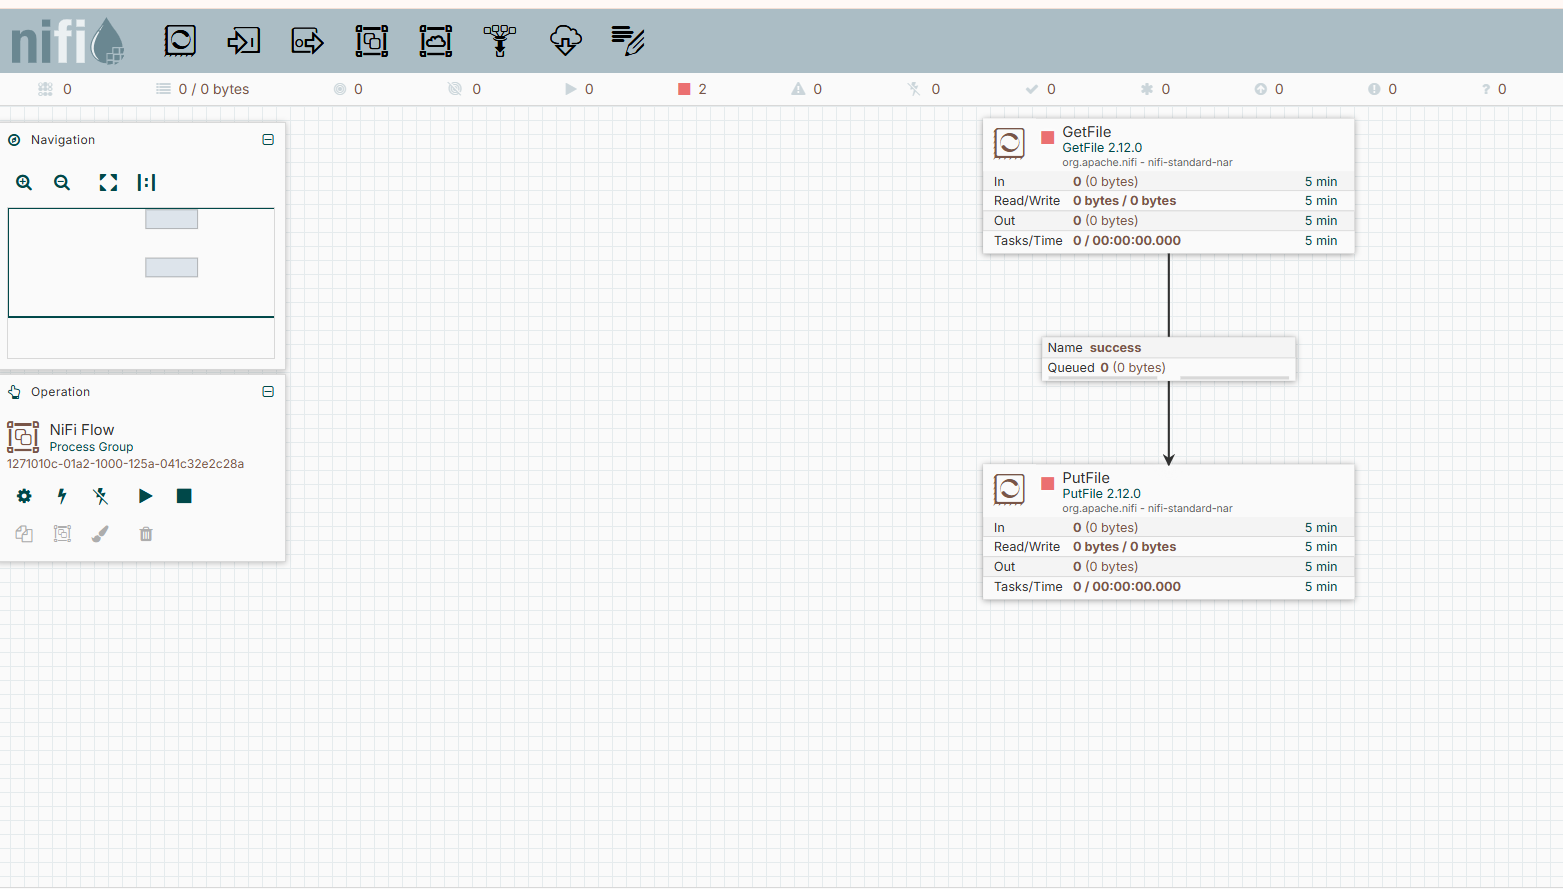 nifi
0
0 / 0 bytes
0
0
0
2
0
0
0
0
0
0
? 0
Navigation
Operation
NiFi Flow
Process Group
1271010c-01a2-1000-125a-041c32e2c28a
GetFile
GetFile 2.12.0
org.apache.nifi - nifi-standard-nar
In 0 (0 bytes) 5 min
Read/Write 0 bytes / 0 bytes 5 min
Out 0 (0 bytes) 5 min
Tasks/Time 0 / 00:00:00.000 5 min
Name success
Queued 0 (0 bytes)
PutFile
PutFile 2.12.0
org.apache.nifi - nifi-standard-nar
In 0 (0 bytes) 5 min
Read/Write 0 bytes / 0 bytes 5 min
Out 0 (0 bytes) 5 min
Tasks/Time 0 / 00:00:00.000 5 min